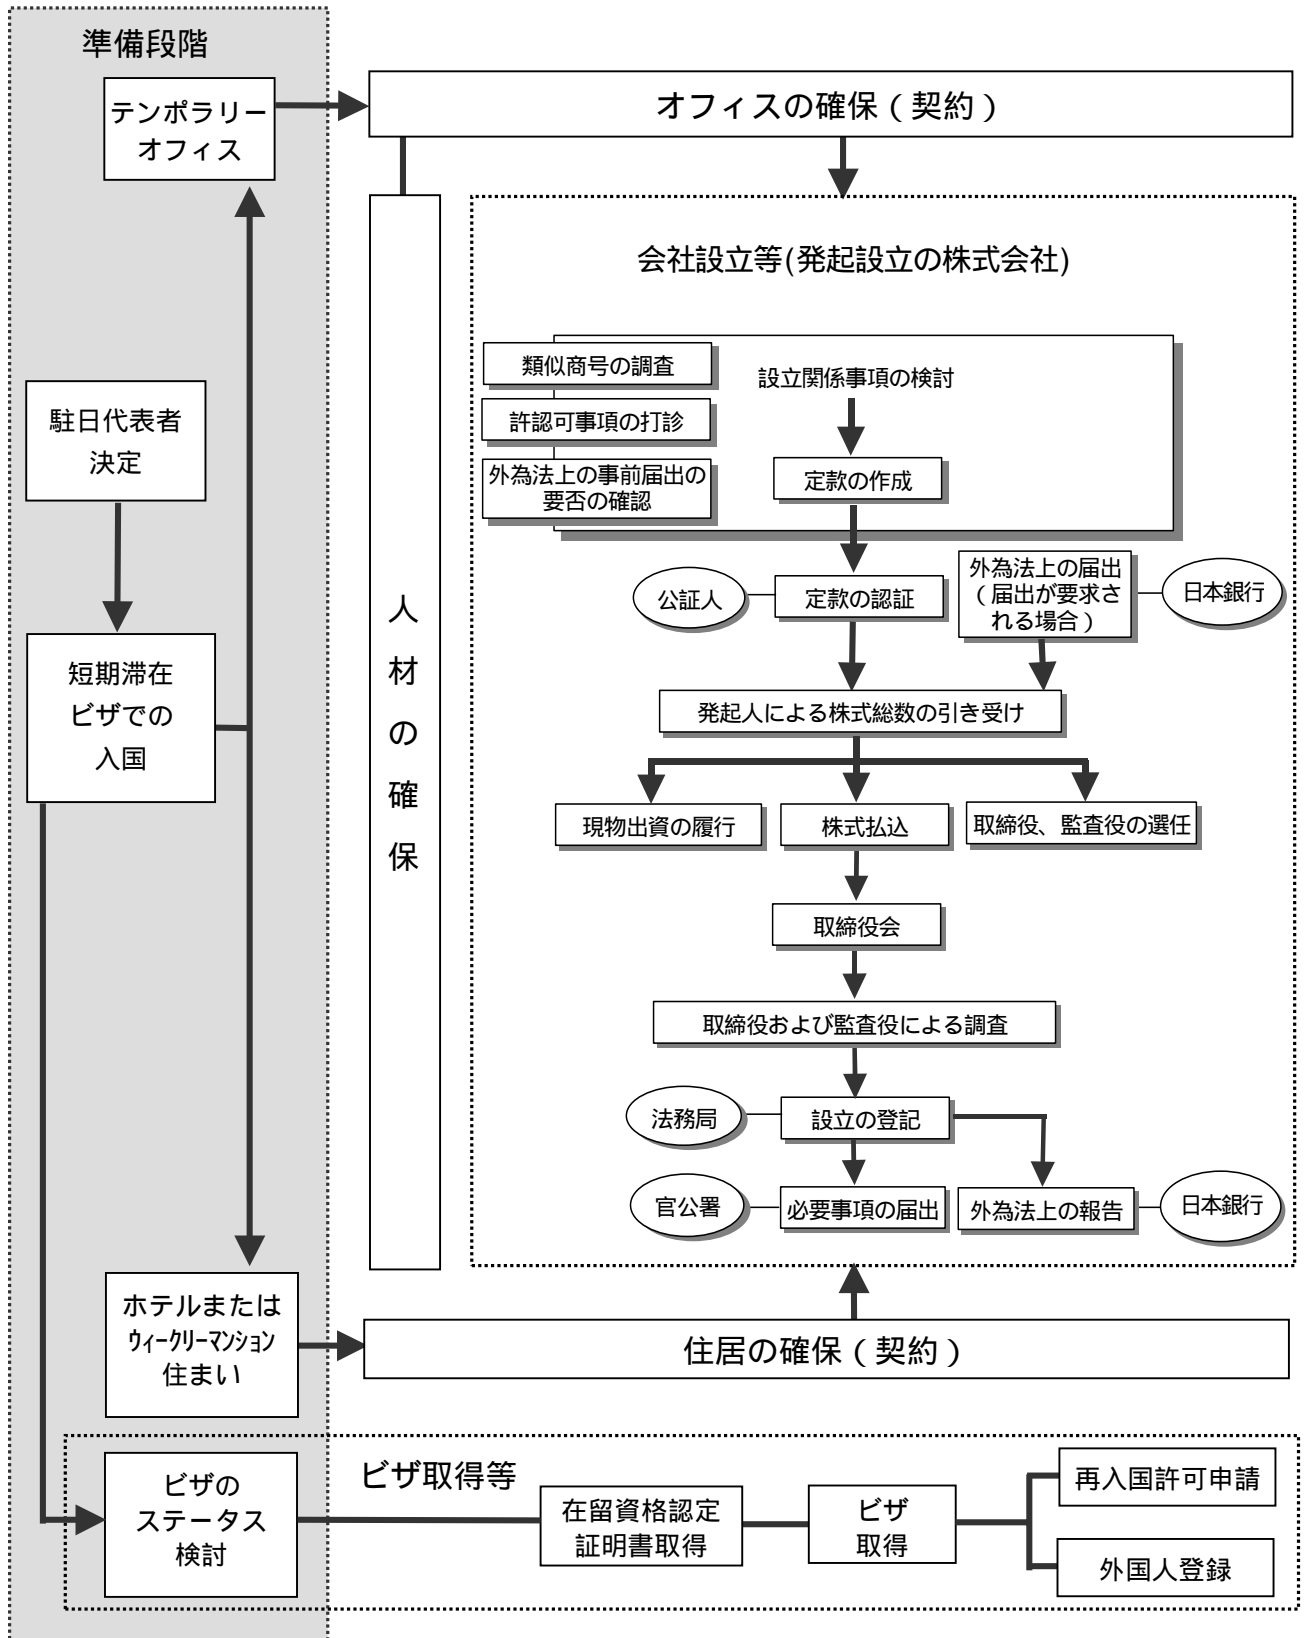 準備段階
テンポラリー
オフィス
オフィスの確保（契約）
駐日代表者
決定
短期滞在
ビザでの
入国
人材の確保
会社設立等(発起設立の株式会社)
類似商号の調査
許認可事項の打診
外為法上の事前届出の
要否の確認
設立関係事項の検討
定款の作成
公証人
定款の認証
外為法上の届出
（届出が要求さ
れる場合）
日本銀行
発起人による株式総数の引き受け
現物出資の履行
株式払込
取締役、監査役の選任
取締役会
取締役および監査役による調査
法務局
設立の登記
官公署
必要事項の届出
外為法上の報告
日本銀行
ホテルまたは
ｳｨｰｸﾘｰﾏﾝｼｮﾝ
住まい
住居の確保（契約）
ビザの
ステータス
検討
ビザ取得等
在留資格認定
証明書取得
ビザ
取得
再入国許可申請
外国人登録